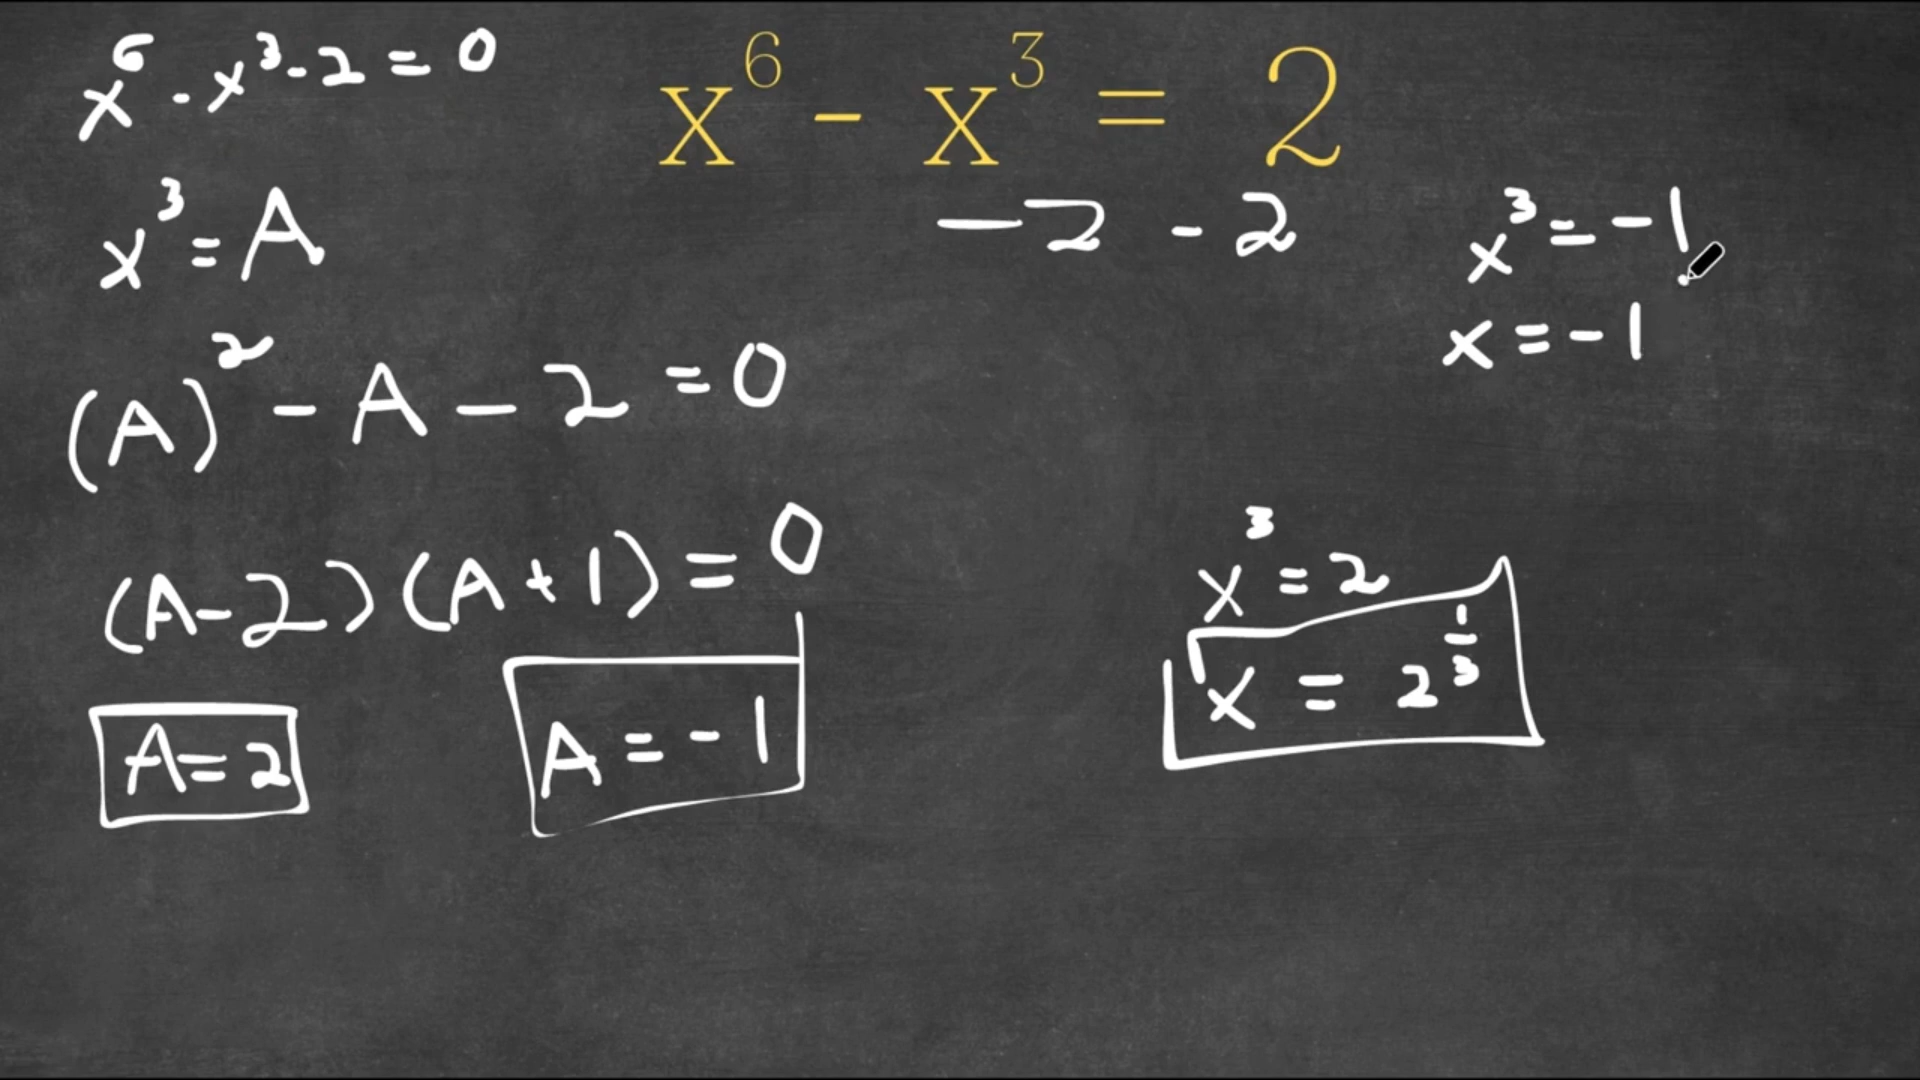 x⁶ - x³ = 2
- 2 - 2
x⁶ - x³ - 2 = 0
x³ = A
(A)² - A - 2 = 0
(A - 2)(A + 1) = 0
A = 2
A = - 1
x³ = 2
x = 2^(1/3)
x³ = - 1
x = - 1